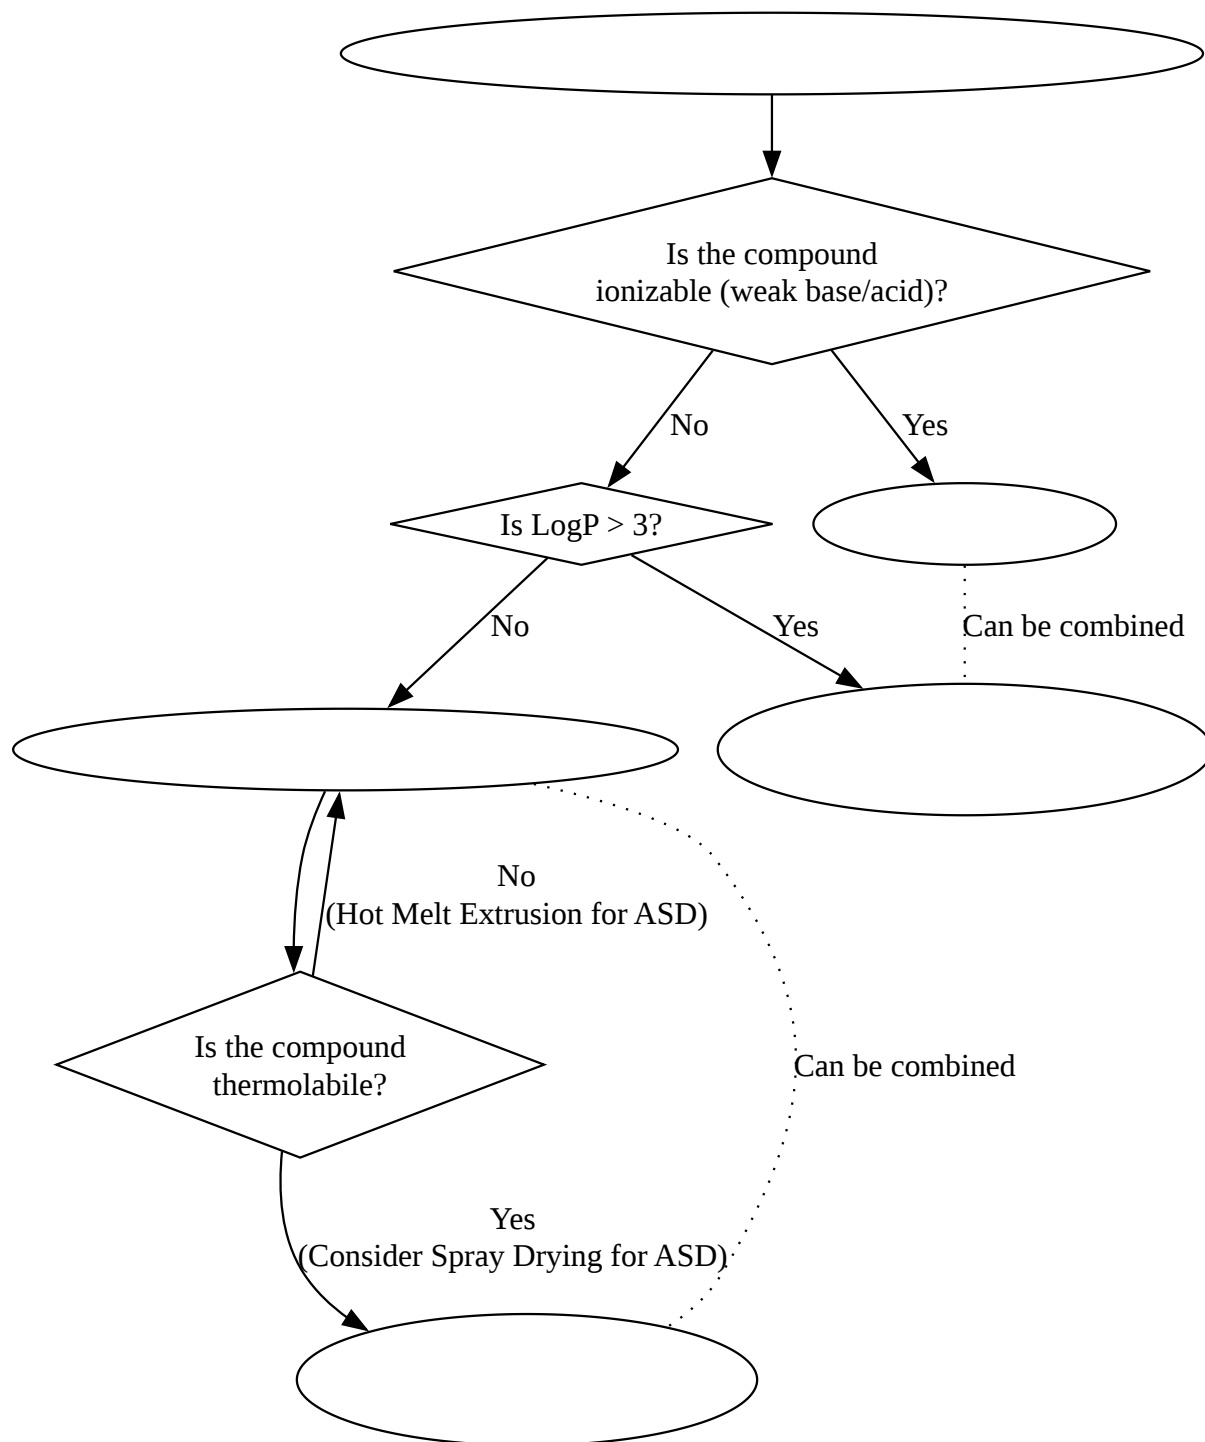 Is the compound
ionizable (weak base/acid)?
No
Yes
Is LogP > 3?
No
Yes
Can be combined
No
(Hot Melt Extrusion for ASD)
Is the compound
thermolabile?
Can be combined
Yes
(Consider Spray Drying for ASD)